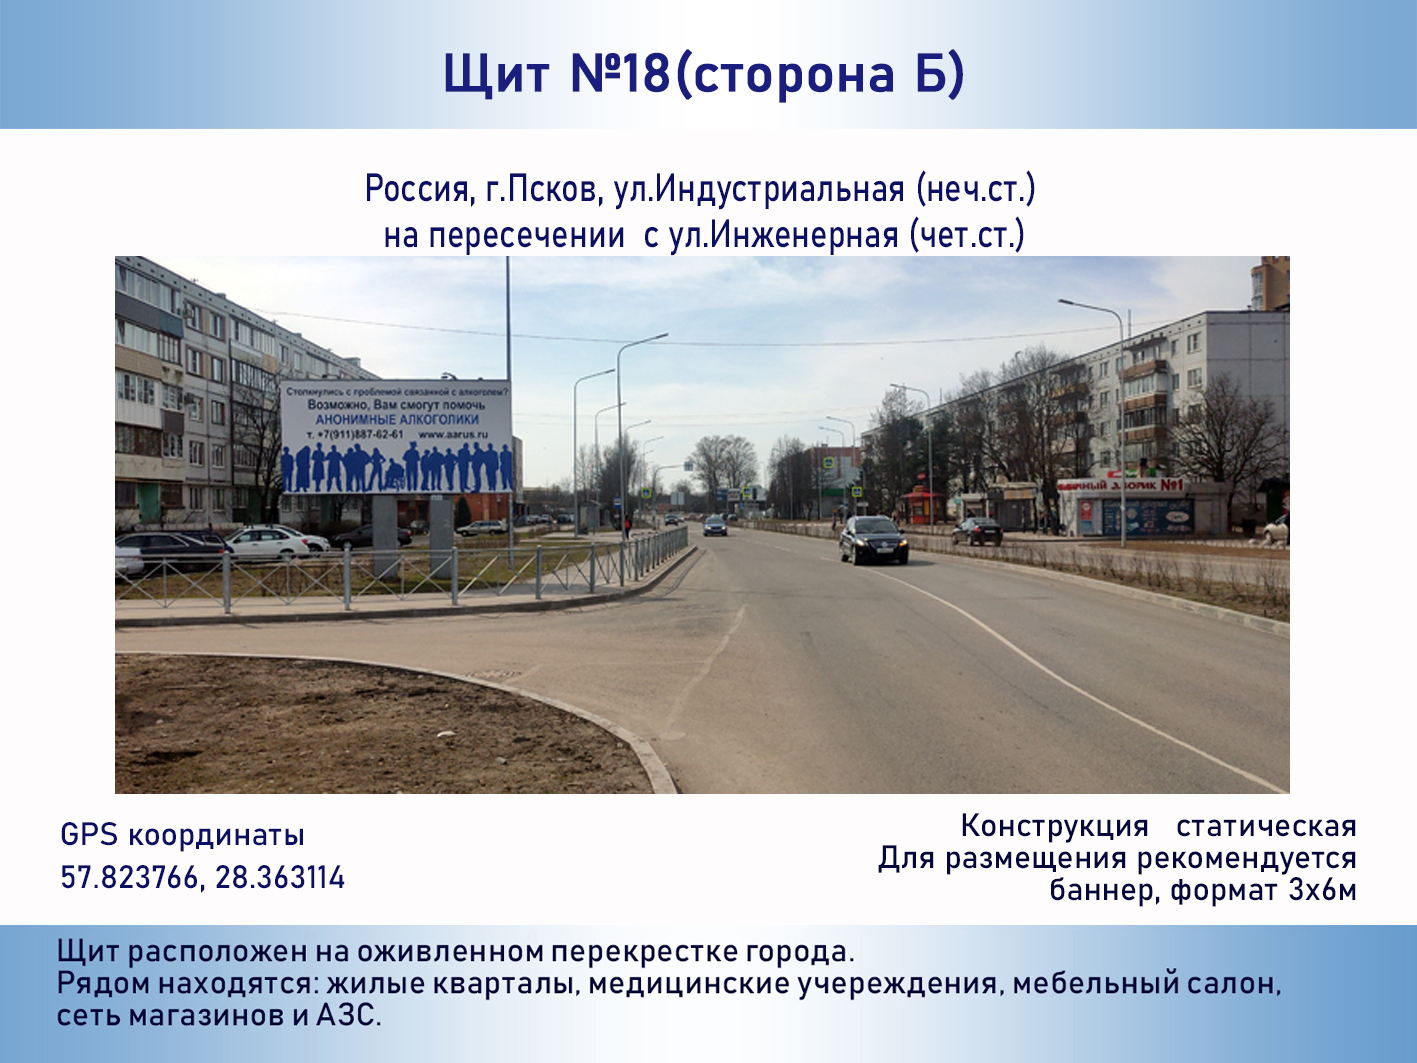 Щит №18(сторона Б)
Россия, г.Псков, ул.Индустриальная (неч.ст.)
на пересечении с ул.Инженерная (чет.ст.)
Столкнулись с проблемой связанной с алкоголем?
Возможно, Вам смогут помочь
АНОНИМНЫЕ АЛКОГОЛИКИ
т. +7(911)887-62-61 www.aarus.ru
ДВОРИК №1
GPS координаты
57.823766, 28.363114
Конструкция статическая
Для размещения рекомендуется
баннер, формат 3х6м
Щит расположен на оживленном перекрестке города.
Рядом находятся: жилые кварталы, медицинские учереждения, мебельный салон,
сеть магазинов и АЗС.